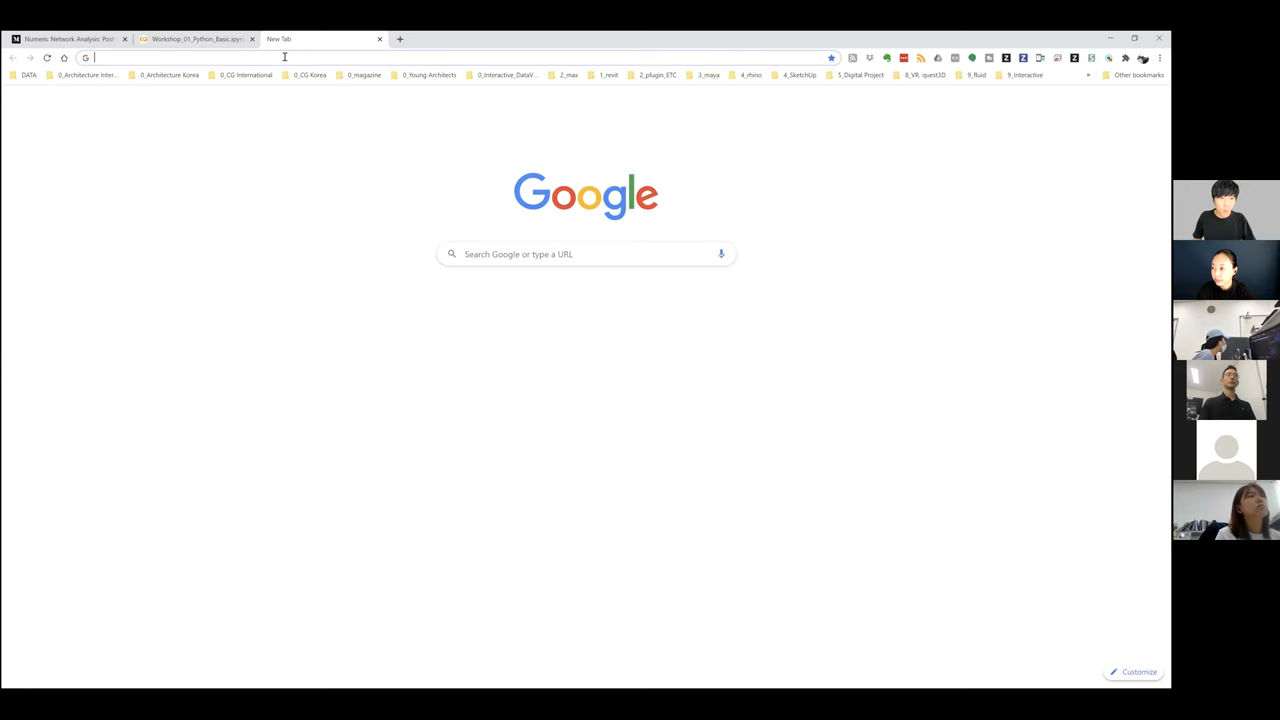 Numeric Network Analysis: Post
Workshop_01_Python_Basic.ipyn
New Tab
DATA
0_Architecture Inter...
0_Architecture Korea
0_CG International
0_CG Korea
0_magazine
0_Young Architects
0_Interactive_DataV...
2_max
1_revit
2_plugin_ETC
3_maya
4_rhino
4_SketchUp
5_Digital Project
8_VR. quest3D
9_fluid
9_Interactive
»
Other bookmarks
Google
Search Google or type a URL
Customize